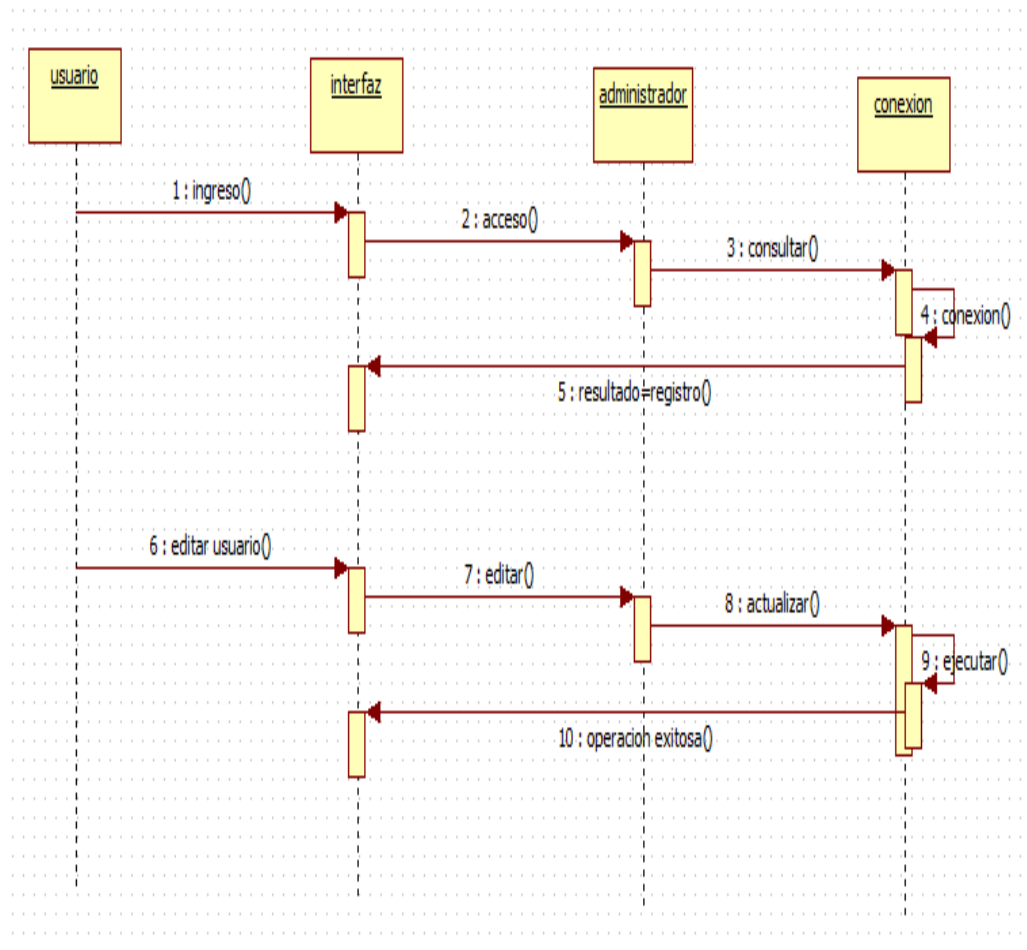 usuario
interfaz
administrador
conexion
1 : ingreso()
2 : acceso()
3 : consultar()
4 : conexion()
5 : resultado=registro()
6 : editar usuario()
7 : editar()
8 : actualizar()
9 : ejecutar()
10 : operacion exitosa()